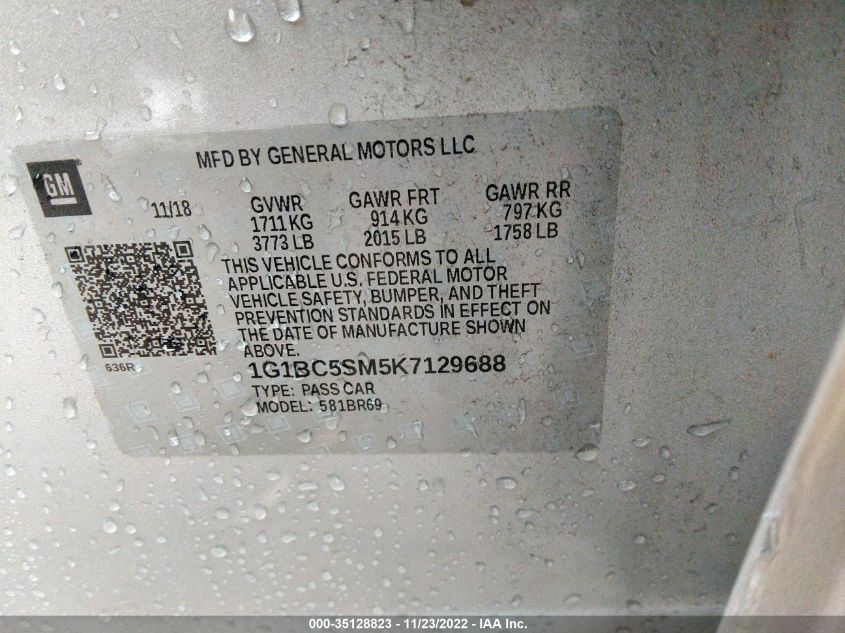 MFD BY GENERAL MOTORS LLC
GM
11/18
GVWR GAWR FRT GAWR RR
1711 KG 914 KG 797 KG
3773 LB 2015 LB 1758 LB
THIS VEHICLE CONFORMS TO ALL
APPLICABLE U.S. FEDERAL MOTOR
VEHICLE SAFETY, BUMPER, AND THEFT
PREVENTION STANDARDS IN EFFECT ON
THE DATE OF MANUFACTURE SHOWN
ABOVE.
636R
1G1BC5SM5K7129688
TYPE: PASS CAR
MODEL: 581BR69
000-35128823 - 11/23/2022 - IAA Inc.